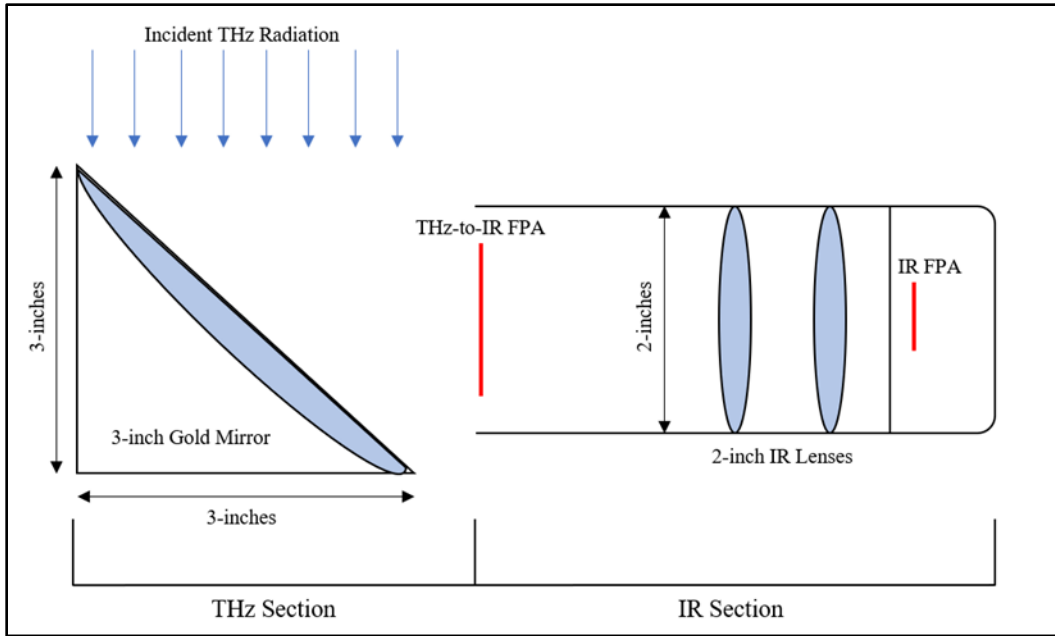 Incident THz Radiation
THz-to-IR FPA
IR FPA
3-inches
2-inches
3-inch Gold Mirror
2-inch IR Lenses
3-inches
THz Section
IR Section